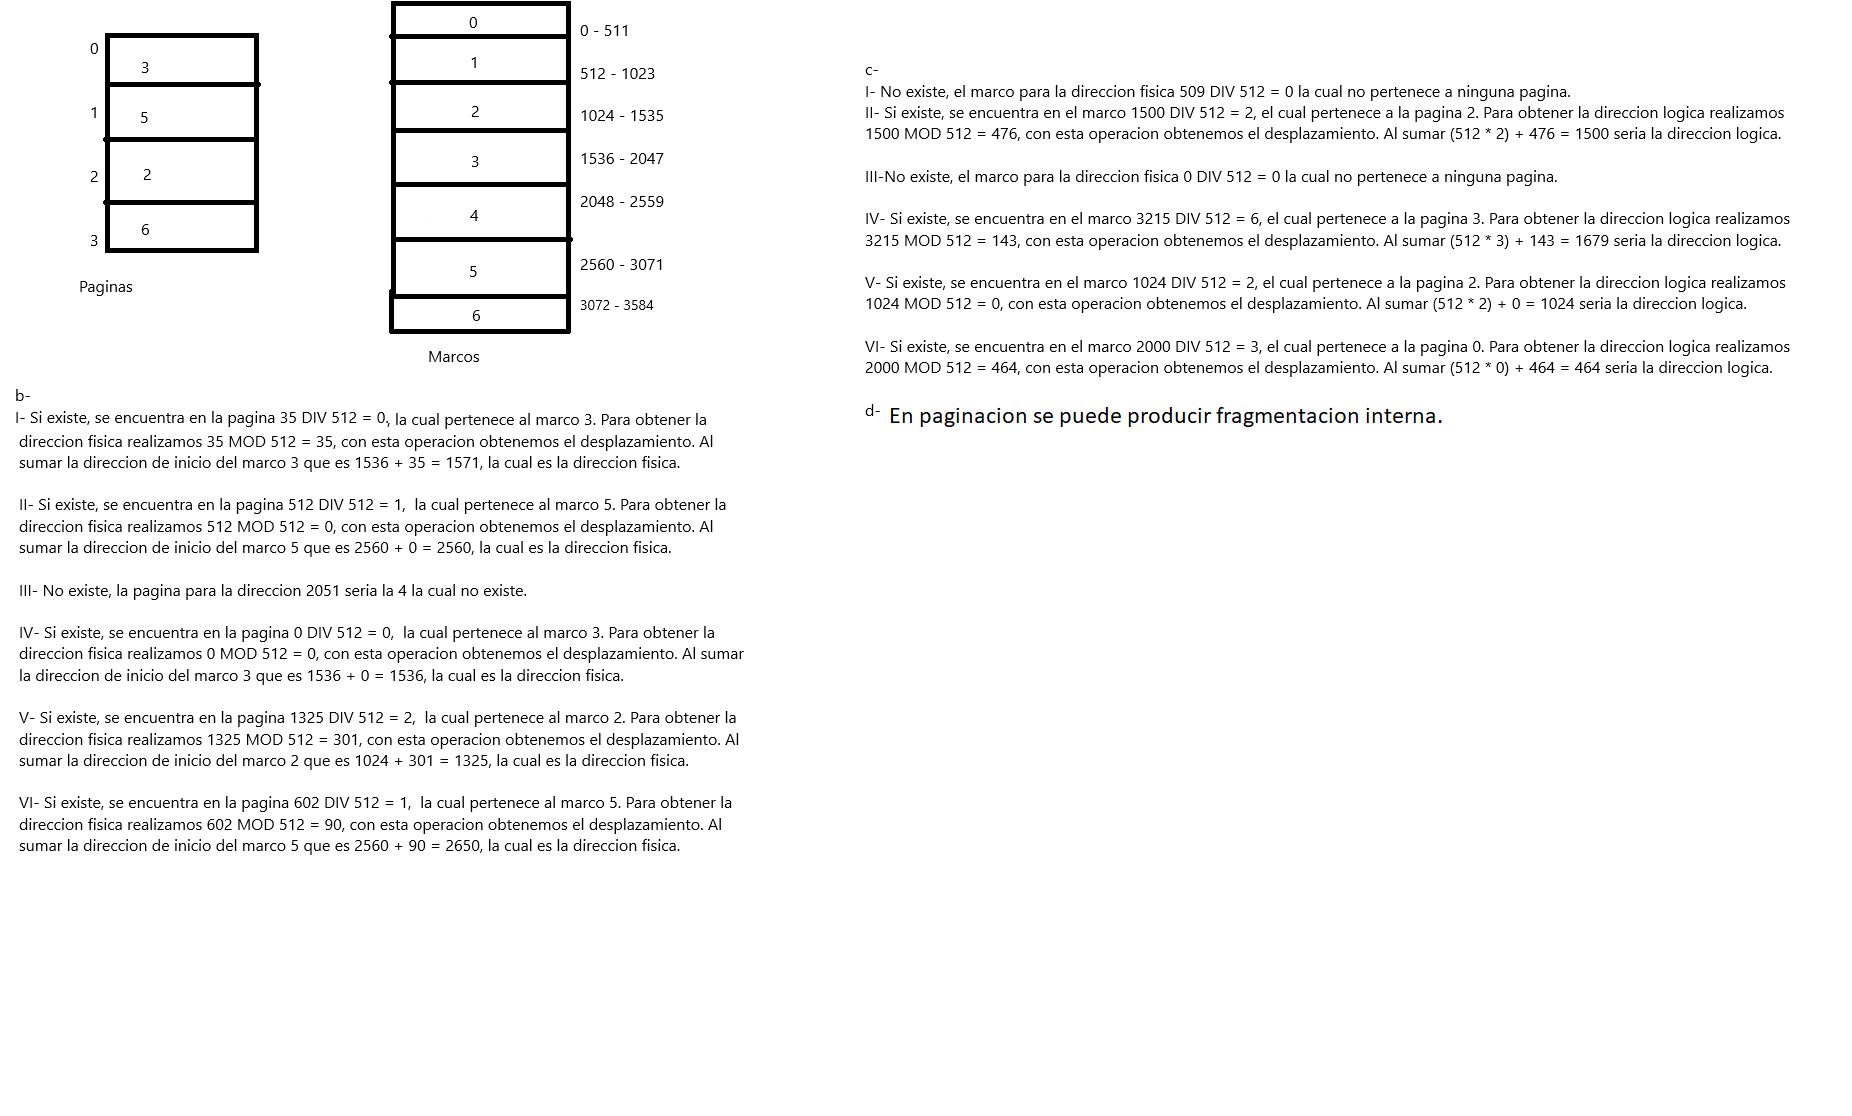 0
3
1
5
2
2
3
6
Paginas
0
0 - 511
1
512 - 1023
2
1024 - 1535
3
1536 - 2047
4
2048 - 2559
5
2560 - 3071
6
3072 - 3584
Marcos
b-
I- Si existe, se encuentra en la pagina 35 DIV 512 = 0, la cual pertenece al marco 3. Para obtener la
direccion fisica realizamos 35 MOD 512 = 35, con esta operacion obtenemos el desplazamiento. Al
sumar la direccion de inicio del marco 3 que es 1536 + 35 = 1571, la cual es la direccion fisica.
II- Si existe, se encuentra en la pagina 512 DIV 512 = 1, la cual pertenece al marco 5. Para obtener la
direccion fisica realizamos 512 MOD 512 = 0, con esta operacion obtenemos el desplazamiento. Al
sumar la direccion de inicio del marco 5 que es 2560 + 0 = 2560, la cual es la direccion fisica.
III- No existe, la pagina para la direccion 2051 seria la 4 la cual no existe.
IV- Si existe, se encuentra en la pagina 0 DIV 512 = 0, la cual pertenece al marco 3. Para obtener la
direccion fisica realizamos 0 MOD 512 = 0, con esta operacion obtenemos el desplazamiento. Al sumar
la direccion de inicio del marco 3 que es 1536 + 0 = 1536, la cual es la direccion fisica.
V- Si existe, se encuentra en la pagina 1325 DIV 512 = 2, la cual pertenece al marco 2. Para obtener la
direccion fisica realizamos 1325 MOD 512 = 301, con esta operacion obtenemos el desplazamiento. Al
sumar la direccion de inicio del marco 2 que es 1024 + 301 = 1325, la cual es la direccion fisica.
VI- Si existe, se encuentra en la pagina 602 DIV 512 = 1, la cual pertenece al marco 5. Para obtener la
direccion fisica realizamos 602 MOD 512 = 90, con esta operacion obtenemos el desplazamiento. Al
sumar la direccion de inicio del marco 5 que es 2560 + 90 = 2650, la cual es la direccion fisica.
c-
I- No existe, el marco para la direccion fisica 509 DIV 512 = 0 la cual no pertenece a ninguna pagina.
II- Si existe, se encuentra en el marco 1500 DIV 512 = 2, el cual pertenece a la pagina 2. Para obtener la direccion logica realizamos
1500 MOD 512 = 476, con esta operacion obtenemos el desplazamiento. Al sumar (512 * 2) + 476 = 1500 seria la direccion logica.
III-No existe, el marco para la direccion fisica 0 DIV 512 = 0 la cual no pertenece a ninguna pagina.
IV- Si existe, se encuentra en el marco 3215 DIV 512 = 6, el cual pertenece a la pagina 3. Para obtener la direccion logica realizamos
3215 MOD 512 = 143, con esta operacion obtenemos el desplazamiento. Al sumar (512 * 3) + 143 = 1679 seria la direccion logica.
V- Si existe, se encuentra en el marco 1024 DIV 512 = 2, el cual pertenece a la pagina 2. Para obtener la direccion logica realizamos
1024 MOD 512 = 0, con esta operacion obtenemos el desplazamiento. Al sumar (512 * 2) + 0 = 1024 seria la direccion logica.
VI- Si existe, se encuentra en el marco 2000 DIV 512 = 3, el cual pertenece a la pagina 0. Para obtener la direccion logica realizamos
2000 MOD 512 = 464, con esta operacion obtenemos el desplazamiento. Al sumar (512 * 0) + 464 = 464 seria la direccion logica.
d- En paginacion se puede producir fragmentacion interna.